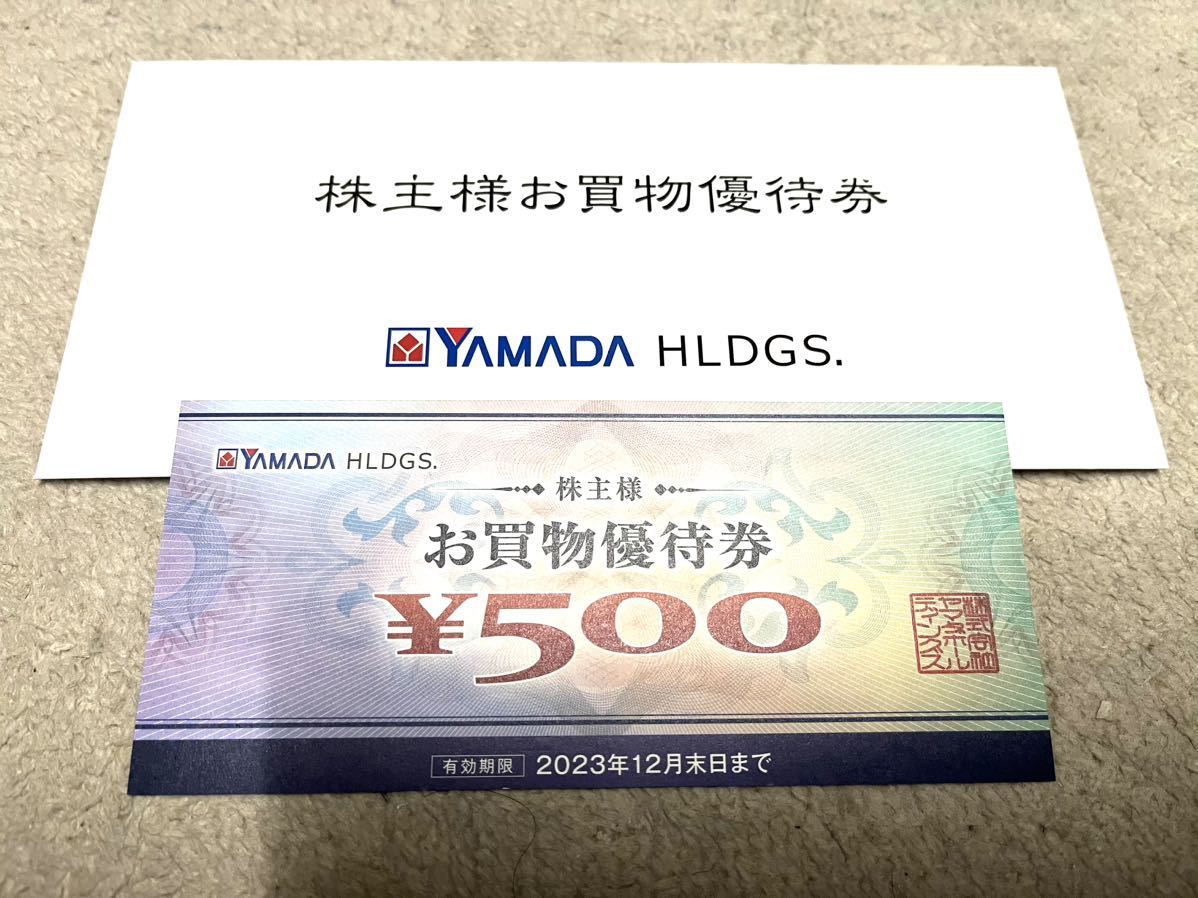 株主様お買物優待券
YAMADA HLDGS.
YAMADA HLDGS.
株主様
お買物優待券
¥500
株式会社
ヤマダホール
ディングス
有効期限 2023年12月末日まで